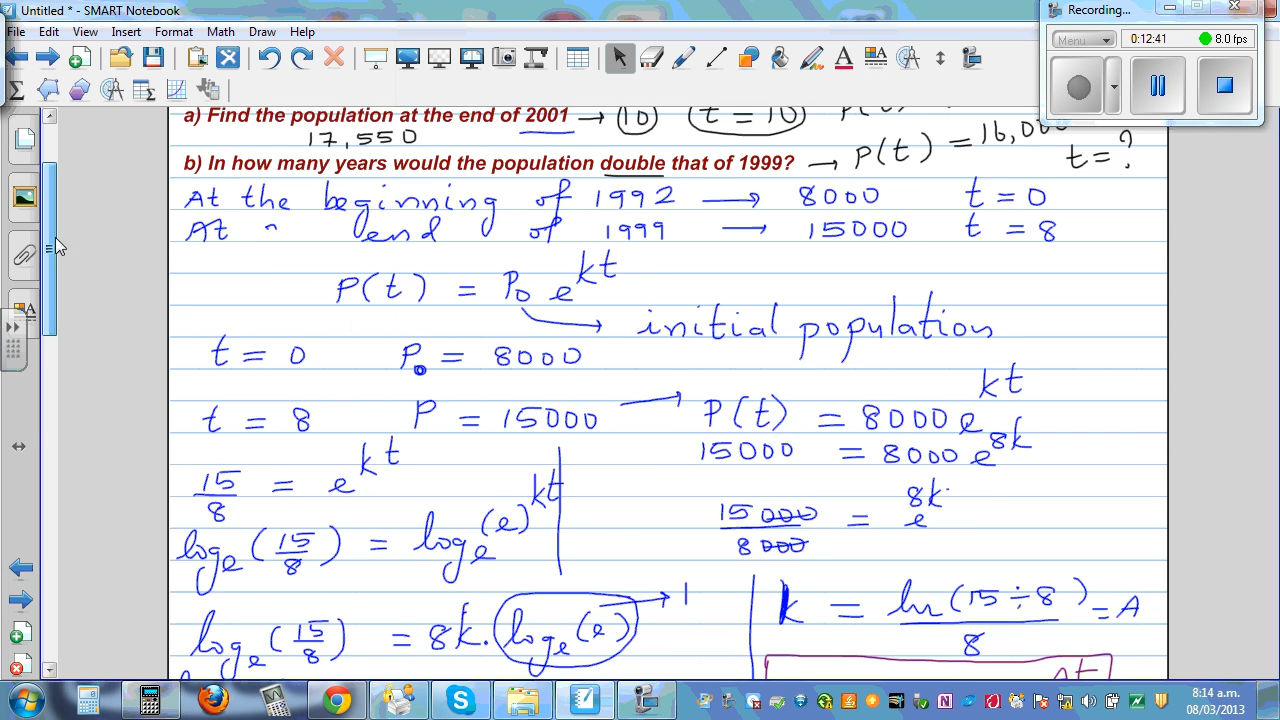 Untitled * - SMART Notebook
Recording...
File Edit View Insert Format Math Draw Help
Menu 0:12:41 8.0 fps
a) Find the population at the end of 2001 → 10 (t = 10)
17,550
b) In how many years would the population double that of 1999? → P(t) = 16,000 t = ?
At the beginning of 1992 → 8000 t = 0
At " end of 1999 → 15000 t = 8
P(t) = P₀ e^kt
→ initial population
t = 0 P₀ = 8000
t = 8 P = 15000 → P(t) = 8000 e^kt
15000 = 8000 e^8k
15/8 = e^kt
15000/8000 = e^8k
logₑ(15/8) = logₑ(e)^kt
k = ln(15÷8)/8 = A
logₑ(15/8) = 8k. logₑ(e) → 1
At
8:14 a.m.
08/03/2013